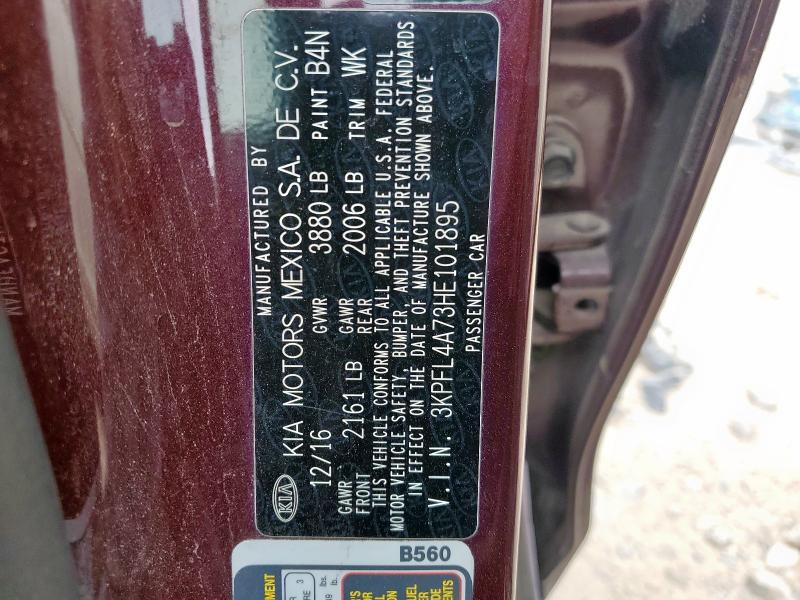 MANUFACTURED BY
KIA KIA MOTORS MEXICO S.A. DE C.V.
12/16 GVWR 3880 LB PAINT B4N
GAWR FRONT 2161 LB GAWR REAR 2006 LB TRIM WK
THIS VEHICLE CONFORMS TO ALL APPLICABLE U.S.A. FEDERAL
MOTOR VEHICLE SAFETY, BUMPER, AND THEFT PREVENTION STANDARDS
IN EFFECT ON THE DATE OF MANUFACTURE SHOWN ABOVE.
V.I.N. 3KPFL4A73HE101895
PASSENGER CAR
B560